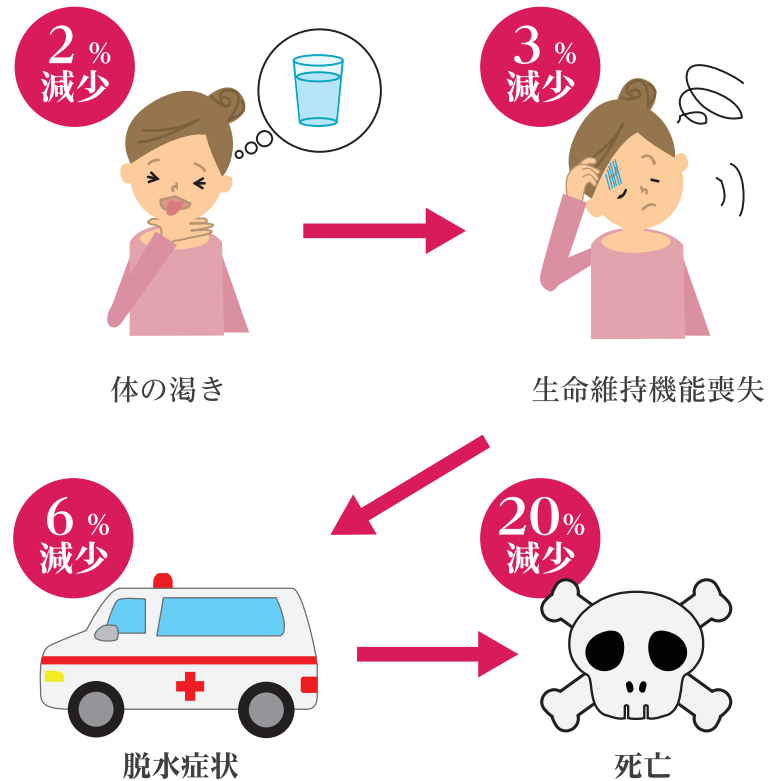 2 %
減少
体の渇き
3 %
減少
生命維持機能喪失
6 %
減少
脱水症状
20%
減少
死亡